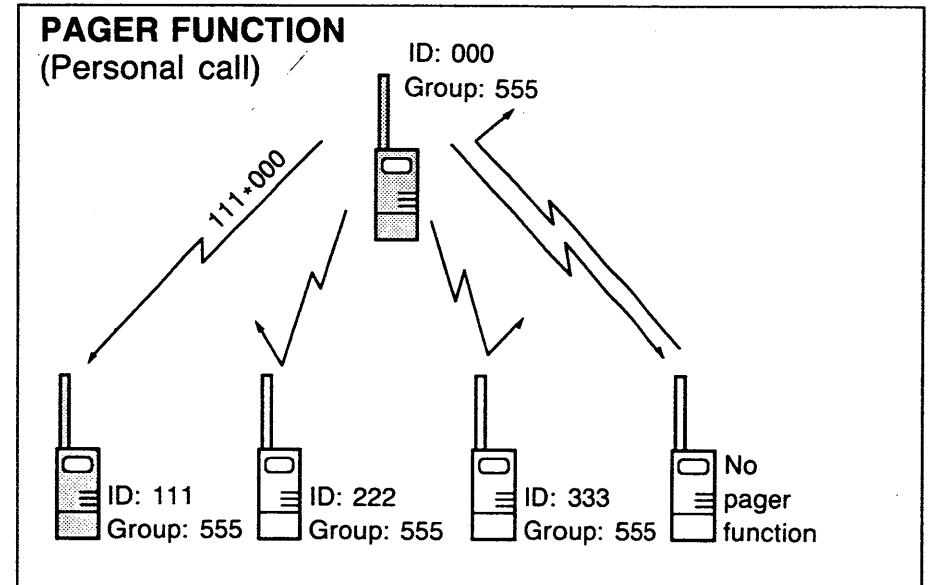 PAGER FUNCTION
(Personal call)
ID: 000
Group: 555
111*000
ID: 111
Group: 555
ID: 222
Group: 555
ID: 333
Group: 555
No
pager
function